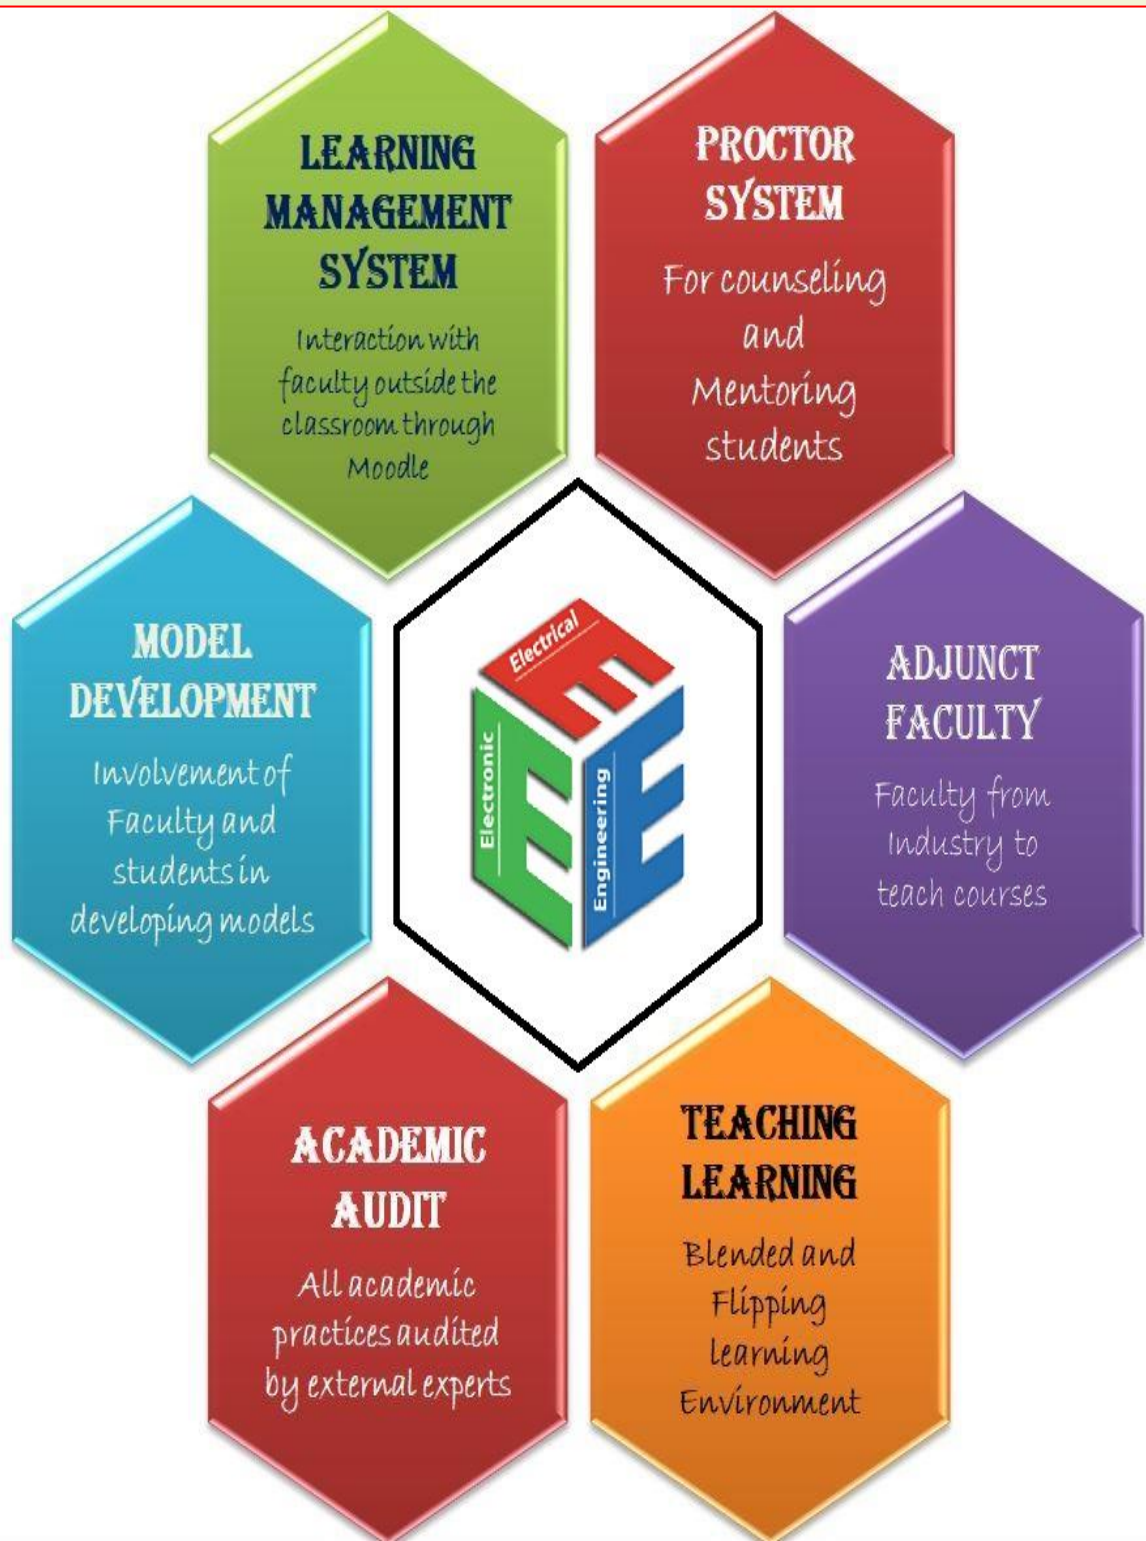 LEARNING
MANAGEMENT
SYSTEM
Interaction with
faculty outside the
classroom through
Moodle
PROCTOR
SYSTEM
For counseling
and
Mentoring
students
MODEL
DEVELOPMENT
Involvement of
Faculty and
students in
developing models
Electrical
Electronic
Engineering
ADJUNCT
FACULTY
Faculty from
Industry to
teach courses
ACADEMIC
AUDIT
All academic
practices audited
by external experts
TEACHING
LEARNING
Blended and
Flipping
learning
Environment